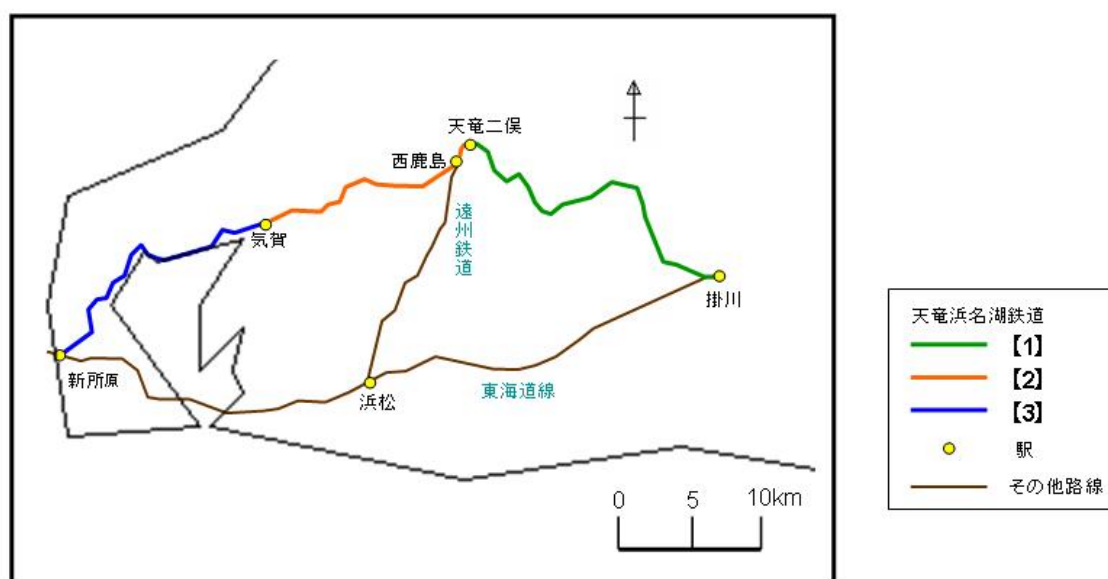 天竜二俣
西鹿島
遠州鉄道
気賀
掛川
新所原
浜松
東海道線
0 5 10km
天竜浜名湖鉄道
【1】
【2】
【3】
駅
その他路線